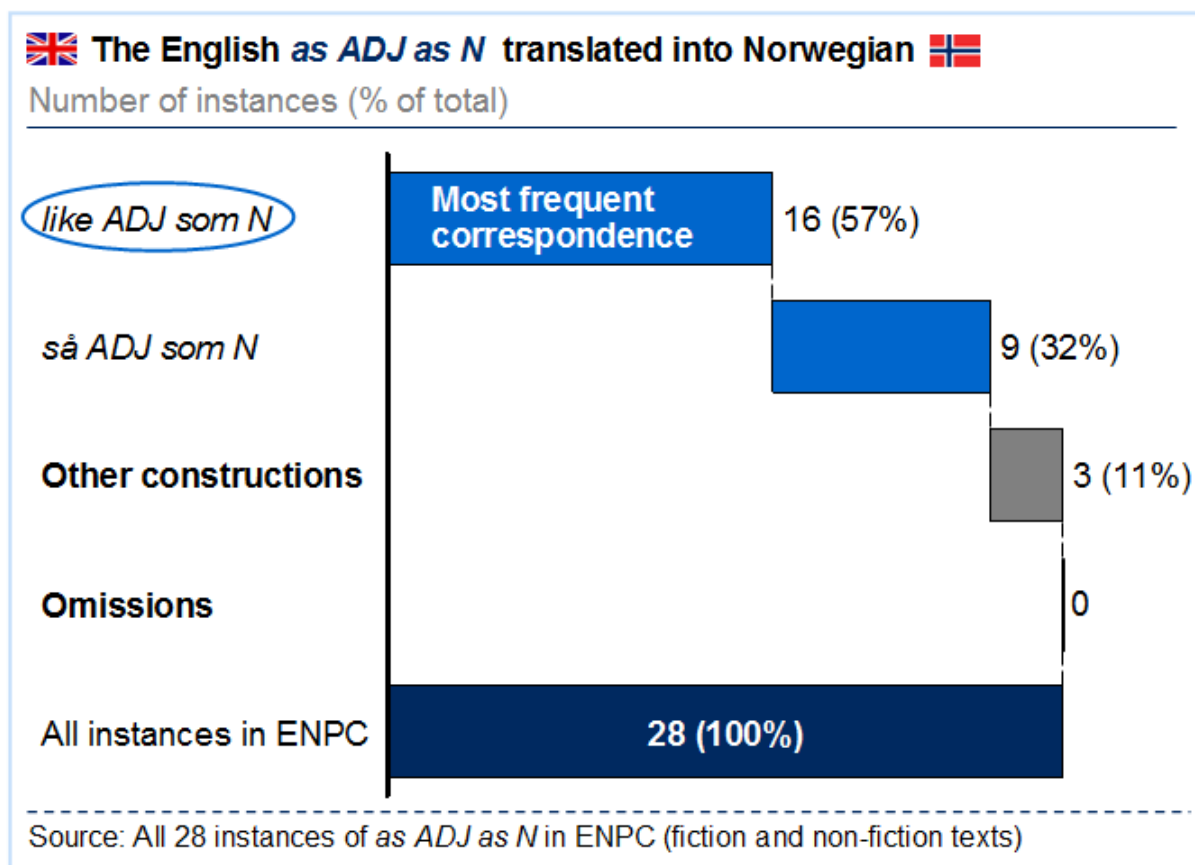 The English as ADJ as N translated into Norwegian
Number of instances (% of total)
like ADJ som N
Most frequent
correspondence
16 (57%)
så ADJ som N
9 (32%)
Other constructions
3 (11%)
Omissions
0
All instances in ENPC
28 (100%)
Source: All 28 instances of as ADJ as N in ENPC (fiction and non-fiction texts)